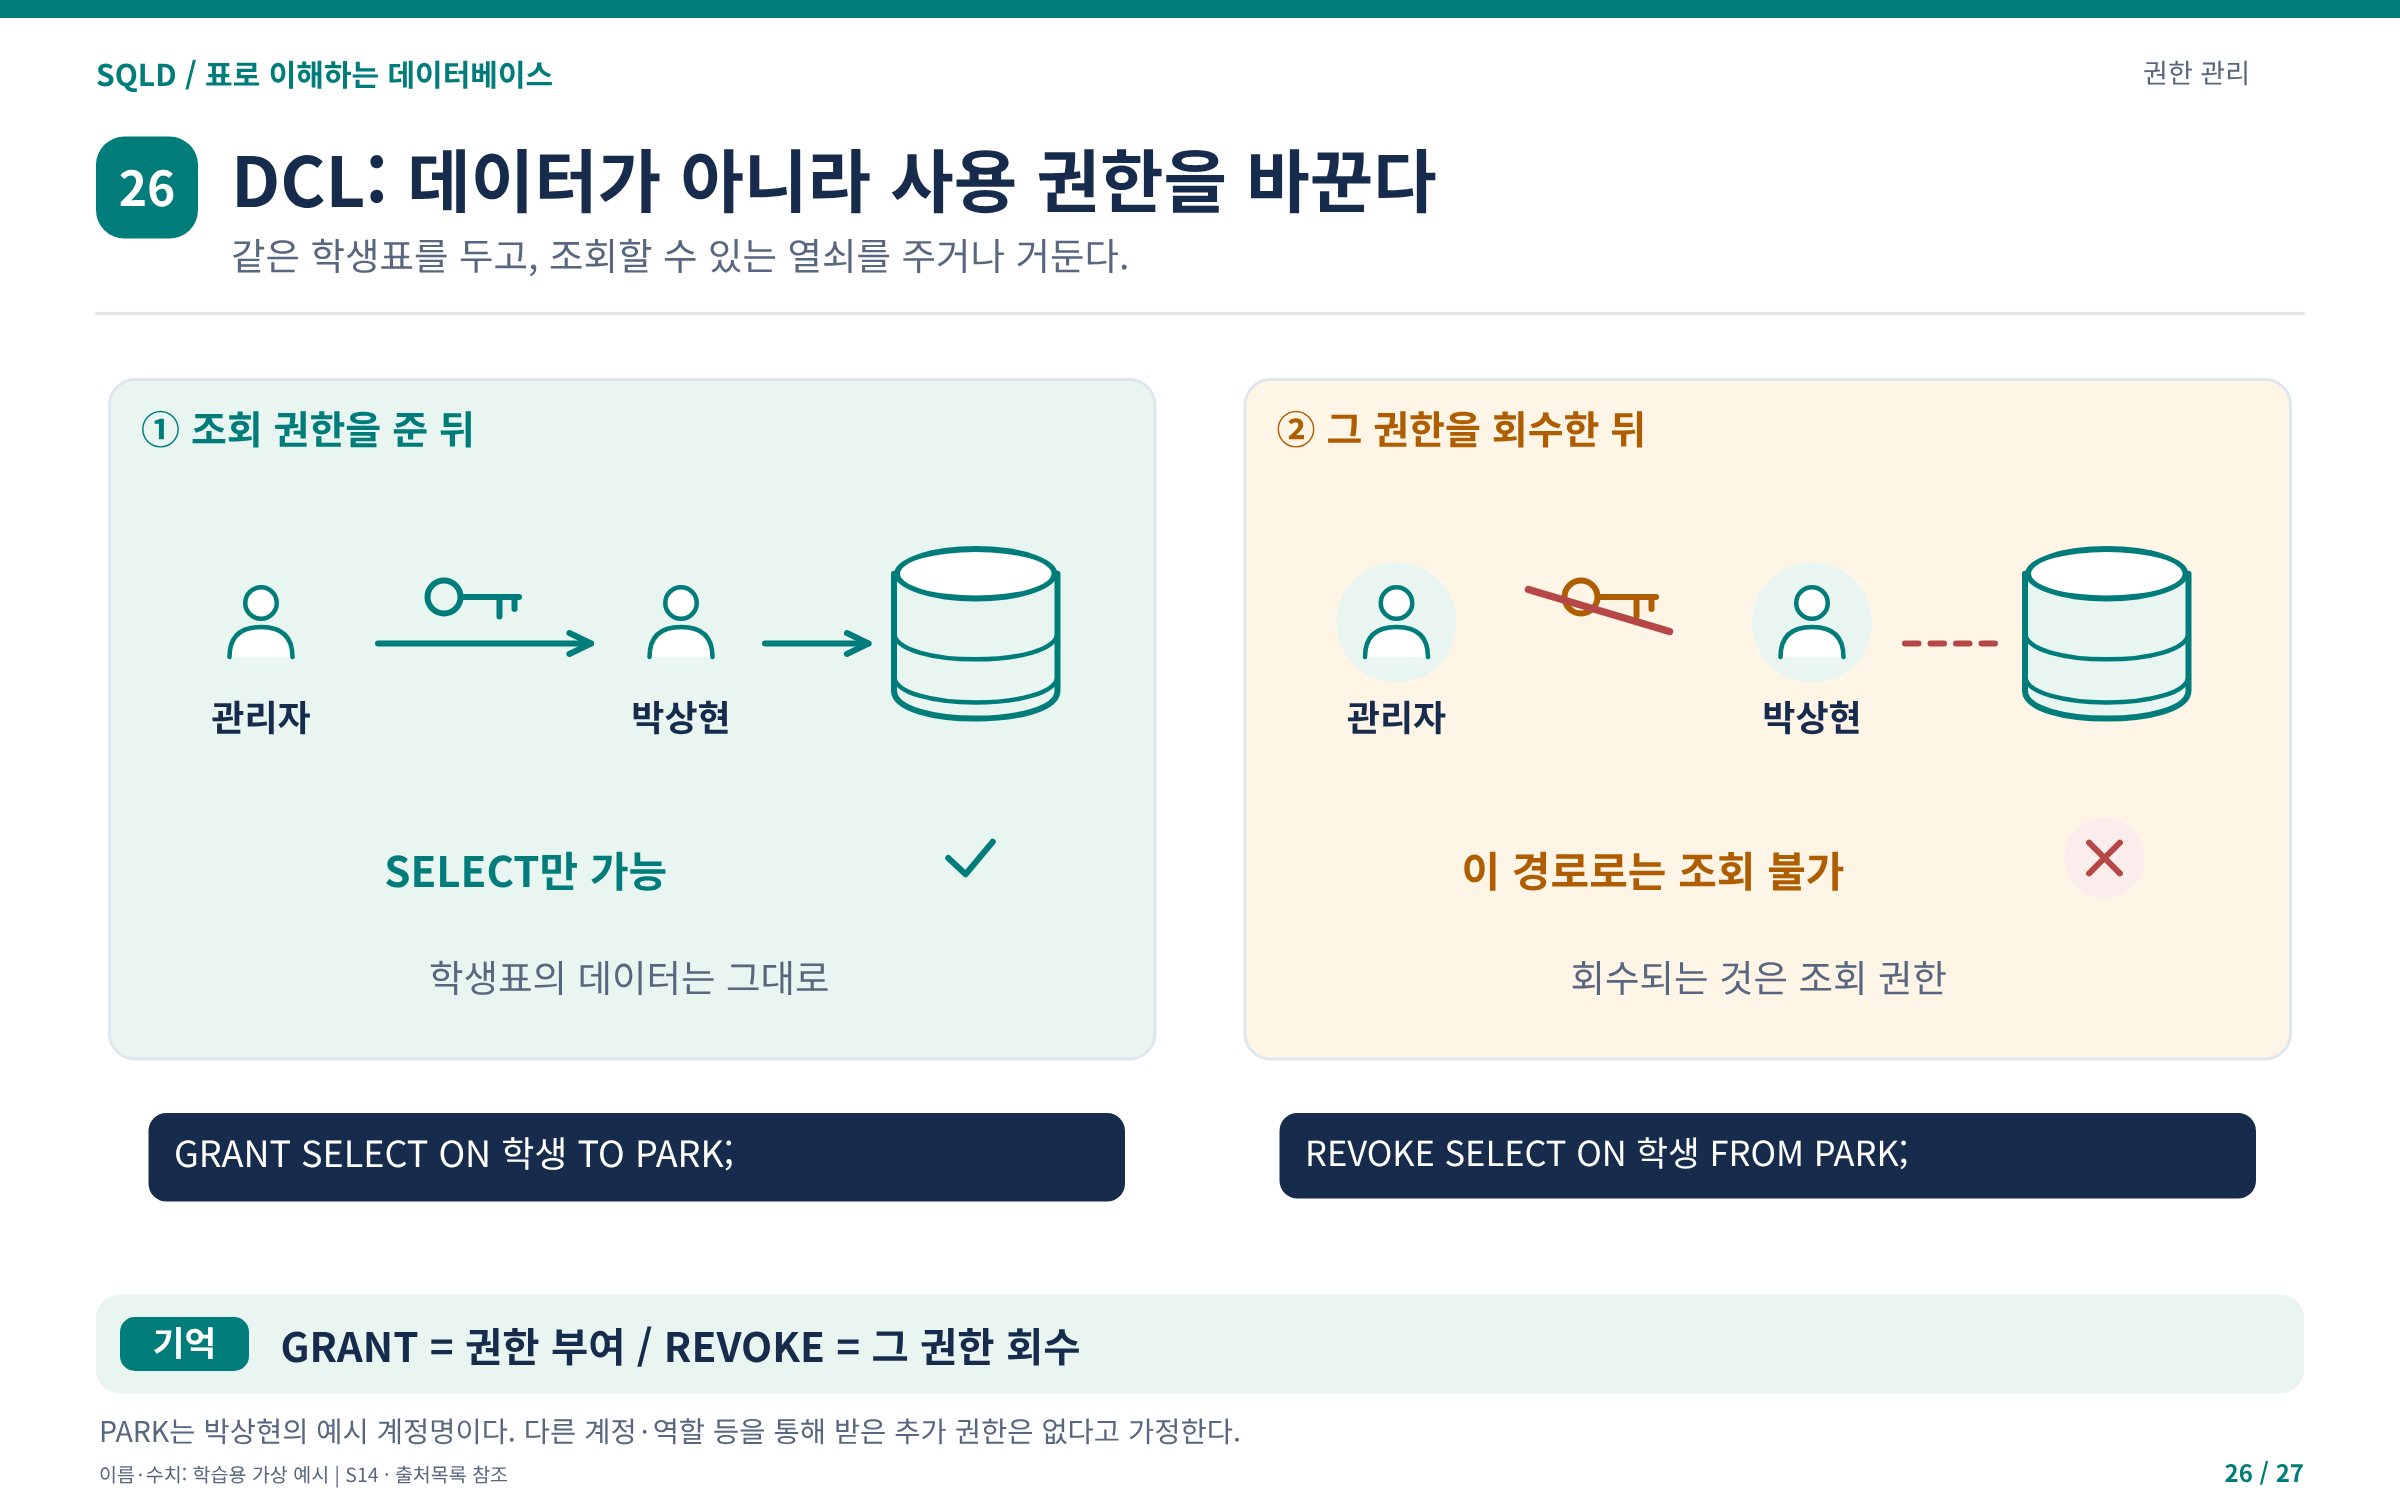 SQLD / 표로 이해하는 데이터베이스
권한 관리
26
DCL: 데이터가 아니라 사용 권한을 바꾼다
같은 학생표를 두고, 조회할 수 있는 열쇠를 주거나 거둔다.
① 조회 권한을 준 뒤
관리자
박상현
SELECT만 가능
학생표의 데이터는 그대로
GRANT SELECT ON 학생 TO PARK;
② 그 권한을 회수한 뒤
관리자
박상현
이 경로로는 조회 불가
회수되는 것은 조회 권한
REVOKE SELECT ON 학생 FROM PARK;
기억
GRANT = 권한 부여 / REVOKE = 그 권한 회수
PARK는 박상현의 예시 계정명이다. 다른 계정·역할 등을 통해 받은 추가 권한은 없다고 가정한다.
이름·수치: 학습용 가상 예시 | S14 · 출처목록 참조
26 / 27